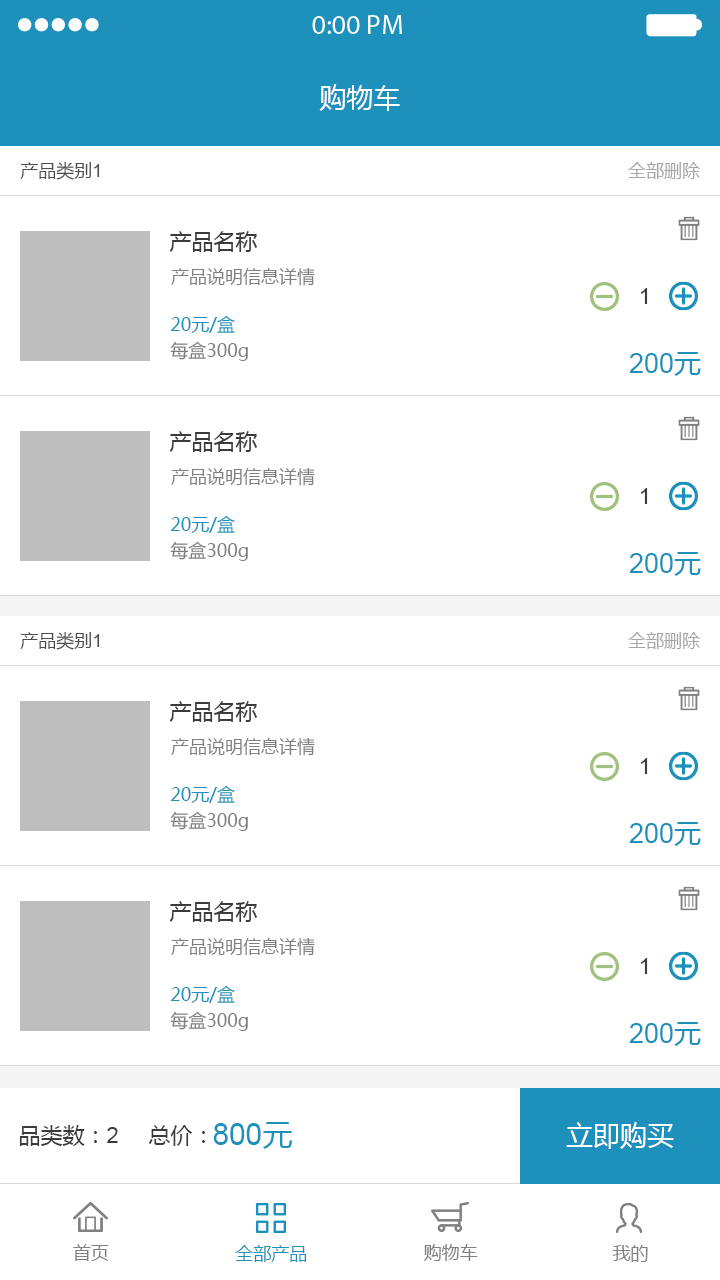 0:00 PM
购物车
产品类别1 全部删除
产品名称
产品说明信息详情
1
20元/盒
每盒300g
200元
产品名称
产品说明信息详情
1
20元/盒
每盒300g
200元
产品类别1 全部删除
产品名称
产品说明信息详情
1
20元/盒
每盒300g
200元
产品名称
产品说明信息详情
1
20元/盒
每盒300g
200元
品类数：2 总价：800元 立即购买
首页 全部产品 购物车 我的